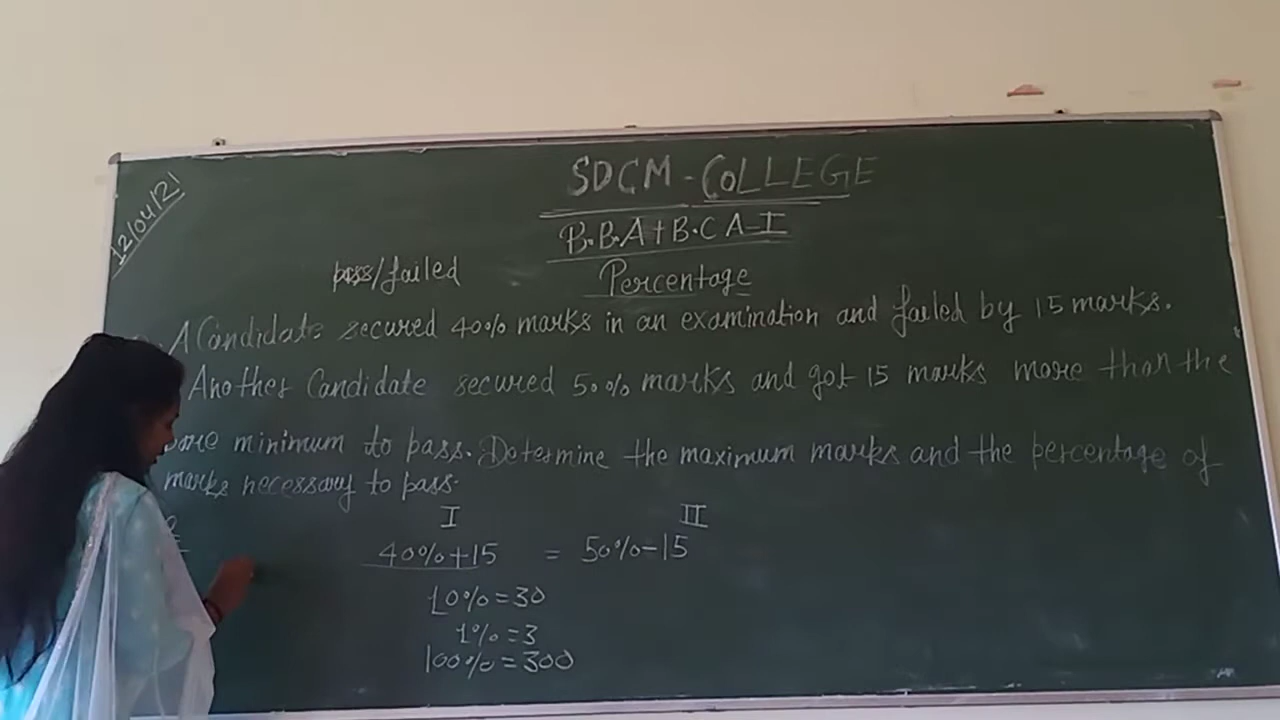 12/04/21
SDCM-COLLEGE
B.B.A+B.C A-I
pass/failed
Percentage
A Candidate secured 40% marks in an examination and failed by 15 marks.
Another Candidate secured 50% marks and got 15 marks more than the
minimum to pass. Determine the maximum marks and the percentage of
marks necessary to pass.
I II
40%+15 = 50%-15
10%=30
1%=3
100%=300